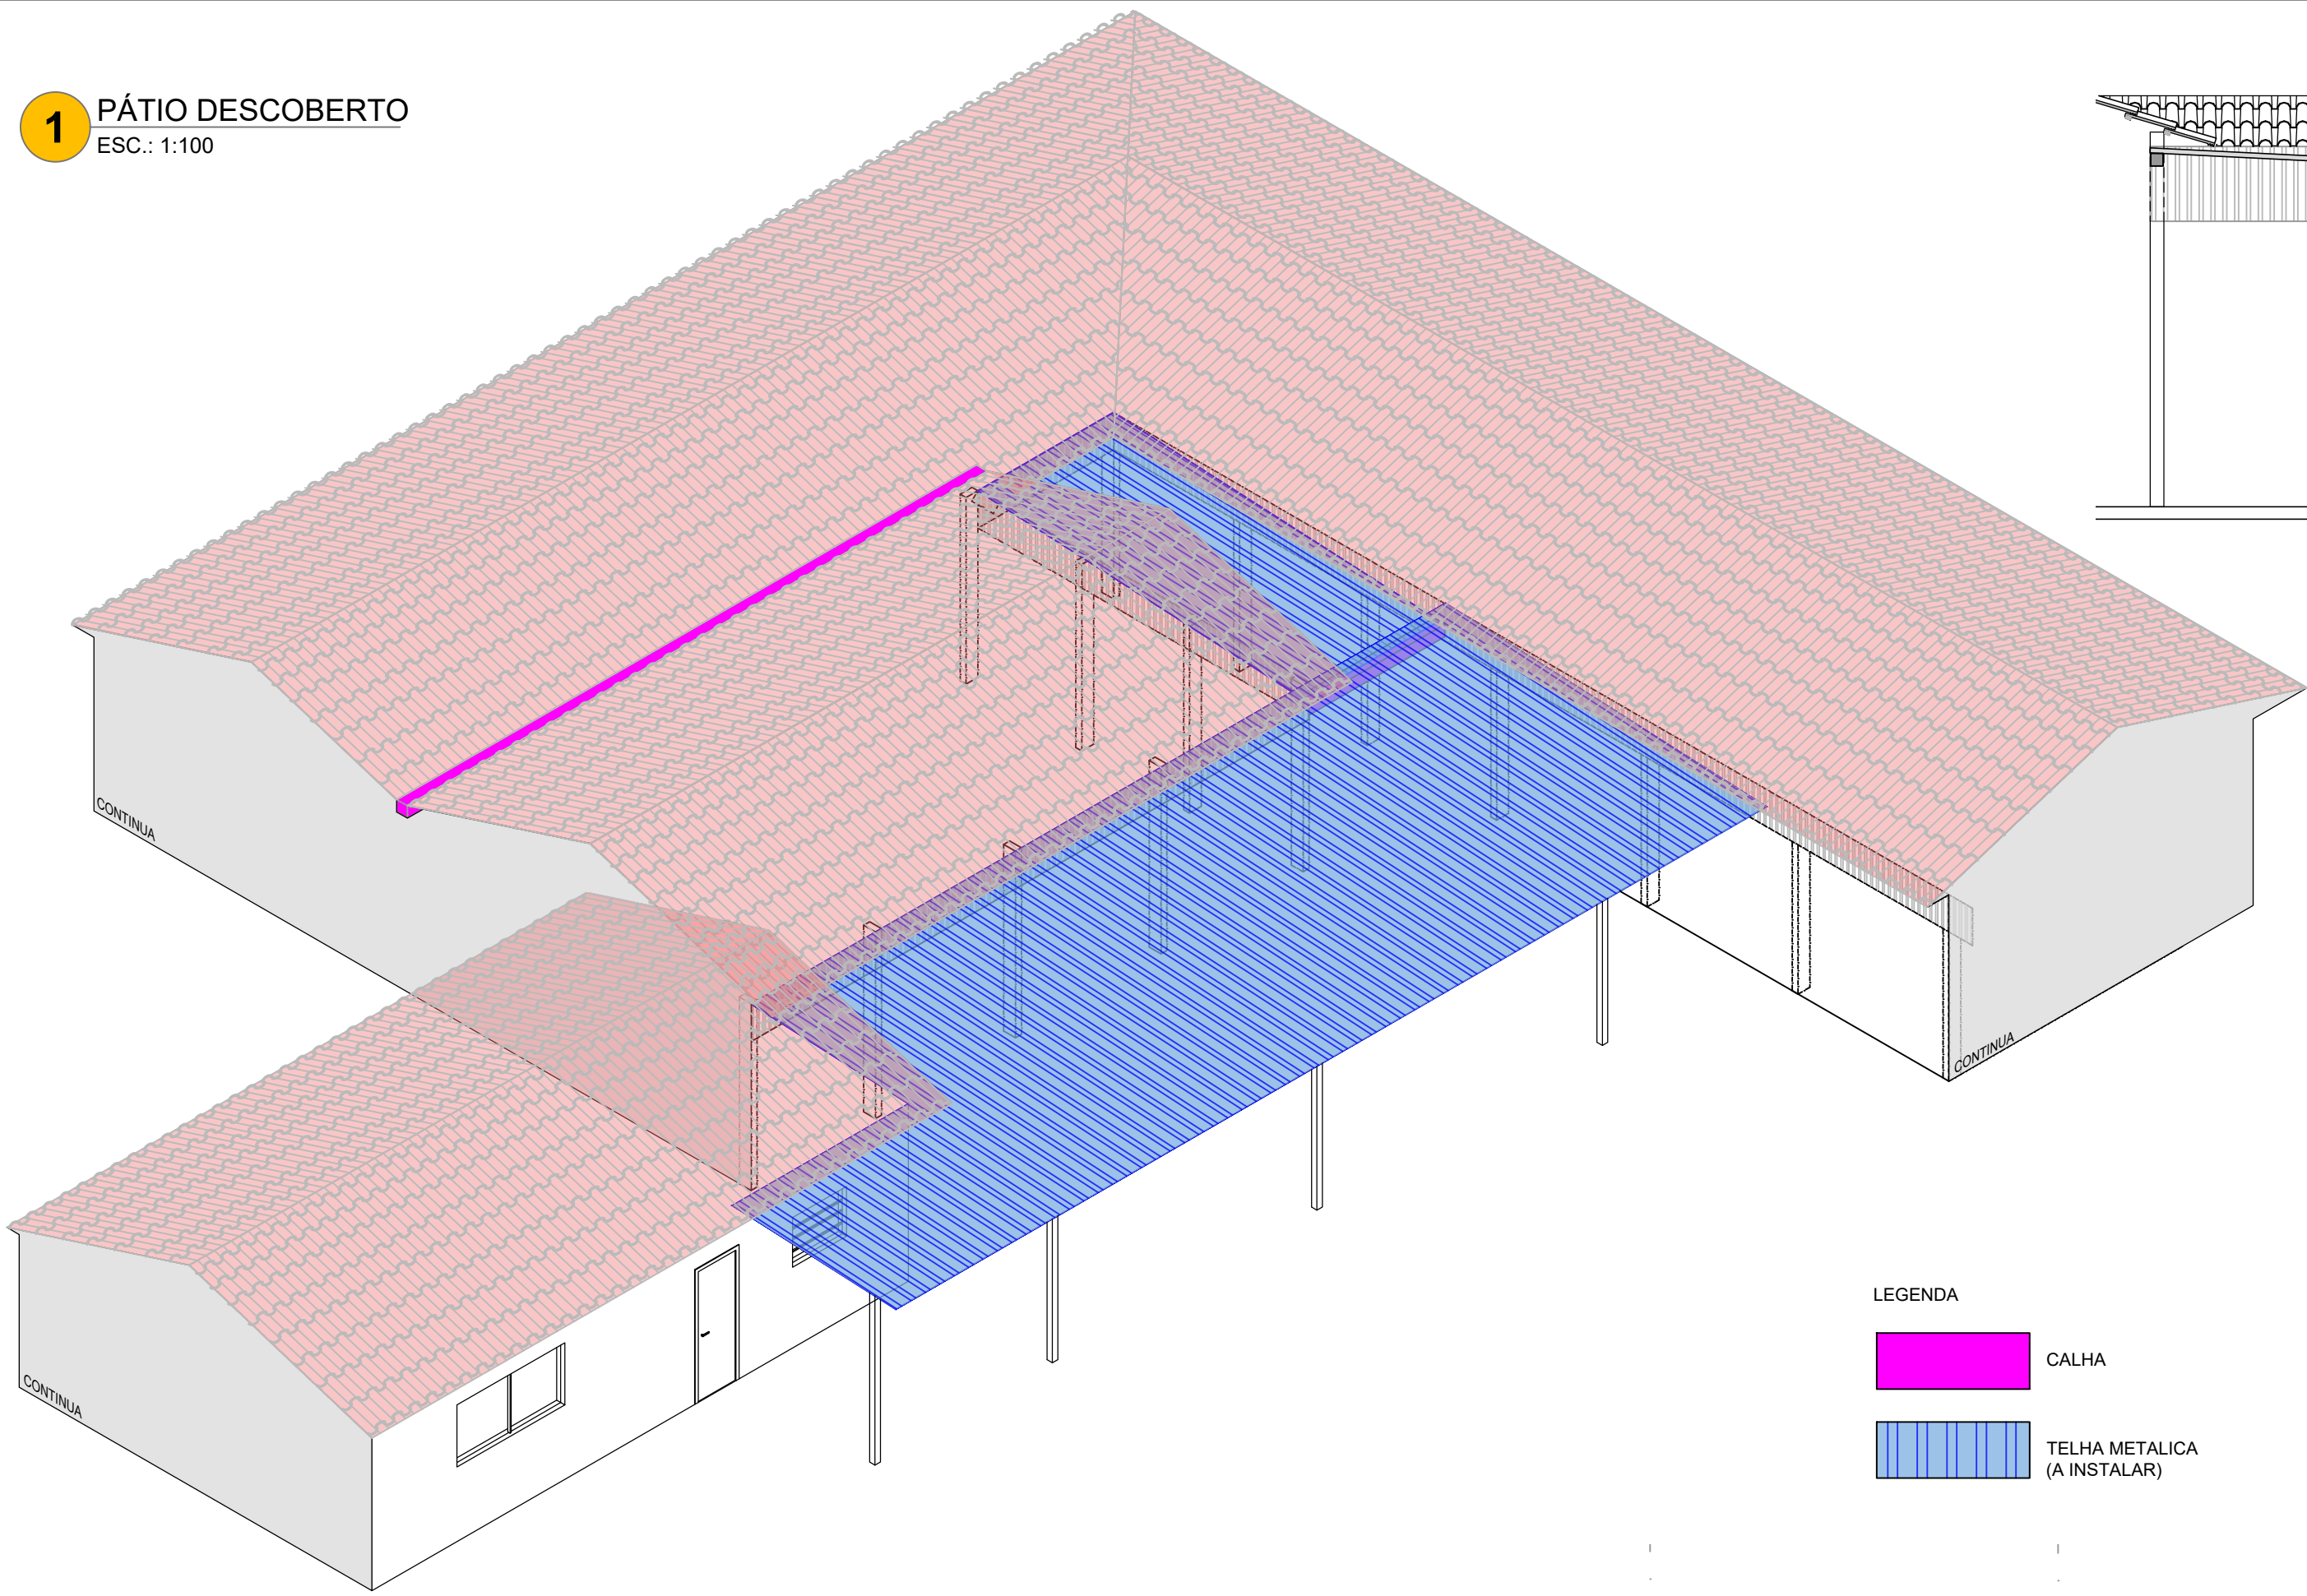 1
PÁTIO DESCOBERTO
ESC.: 1:100
CONTINUA
CONTINUA
CONTINUA
LEGENDA
CALHA
TELHA METALICA
(A INSTALAR)